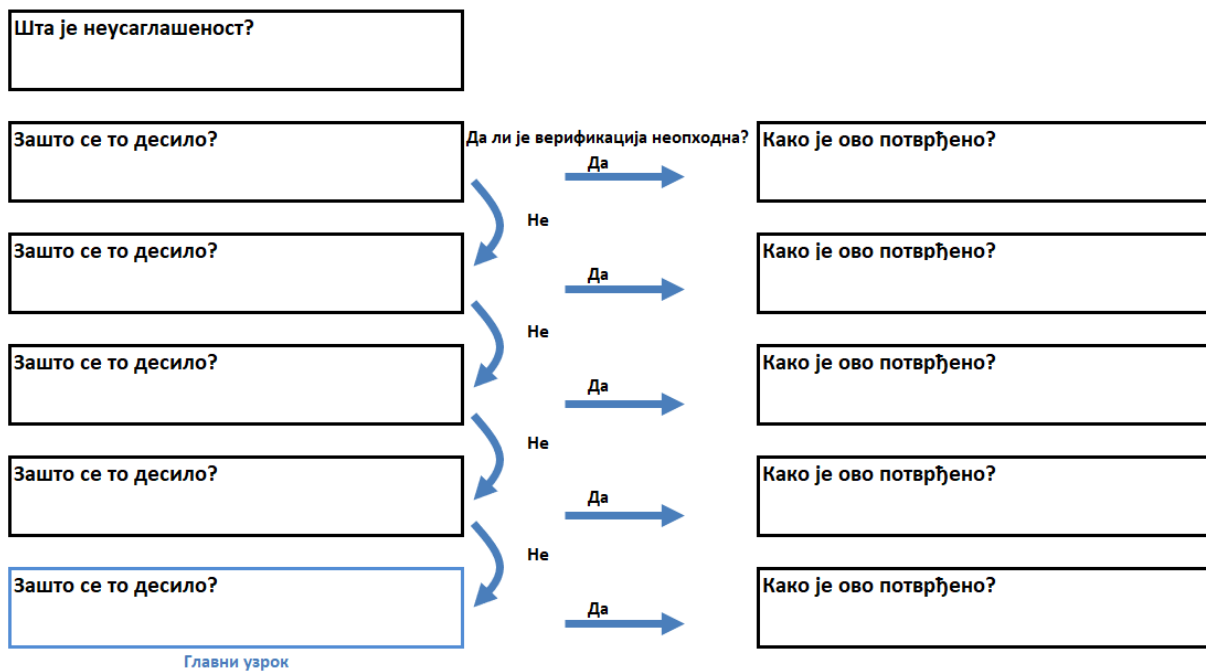 Шта је неусаглашеност?
Зашто се то десило?
Да ли је верификација неопходна?
Како је ово потврђено?
Да
Не
Зашто се то десило?
Да
Како је ово потврђено?
Не
Зашто се то десило?
Да
Како је ово потврђено?
Не
Зашто се то десило?
Да
Како је ово потврђено?
Не
Зашто се то десило?
Да
Како је ово потврђено?
Главни узрок